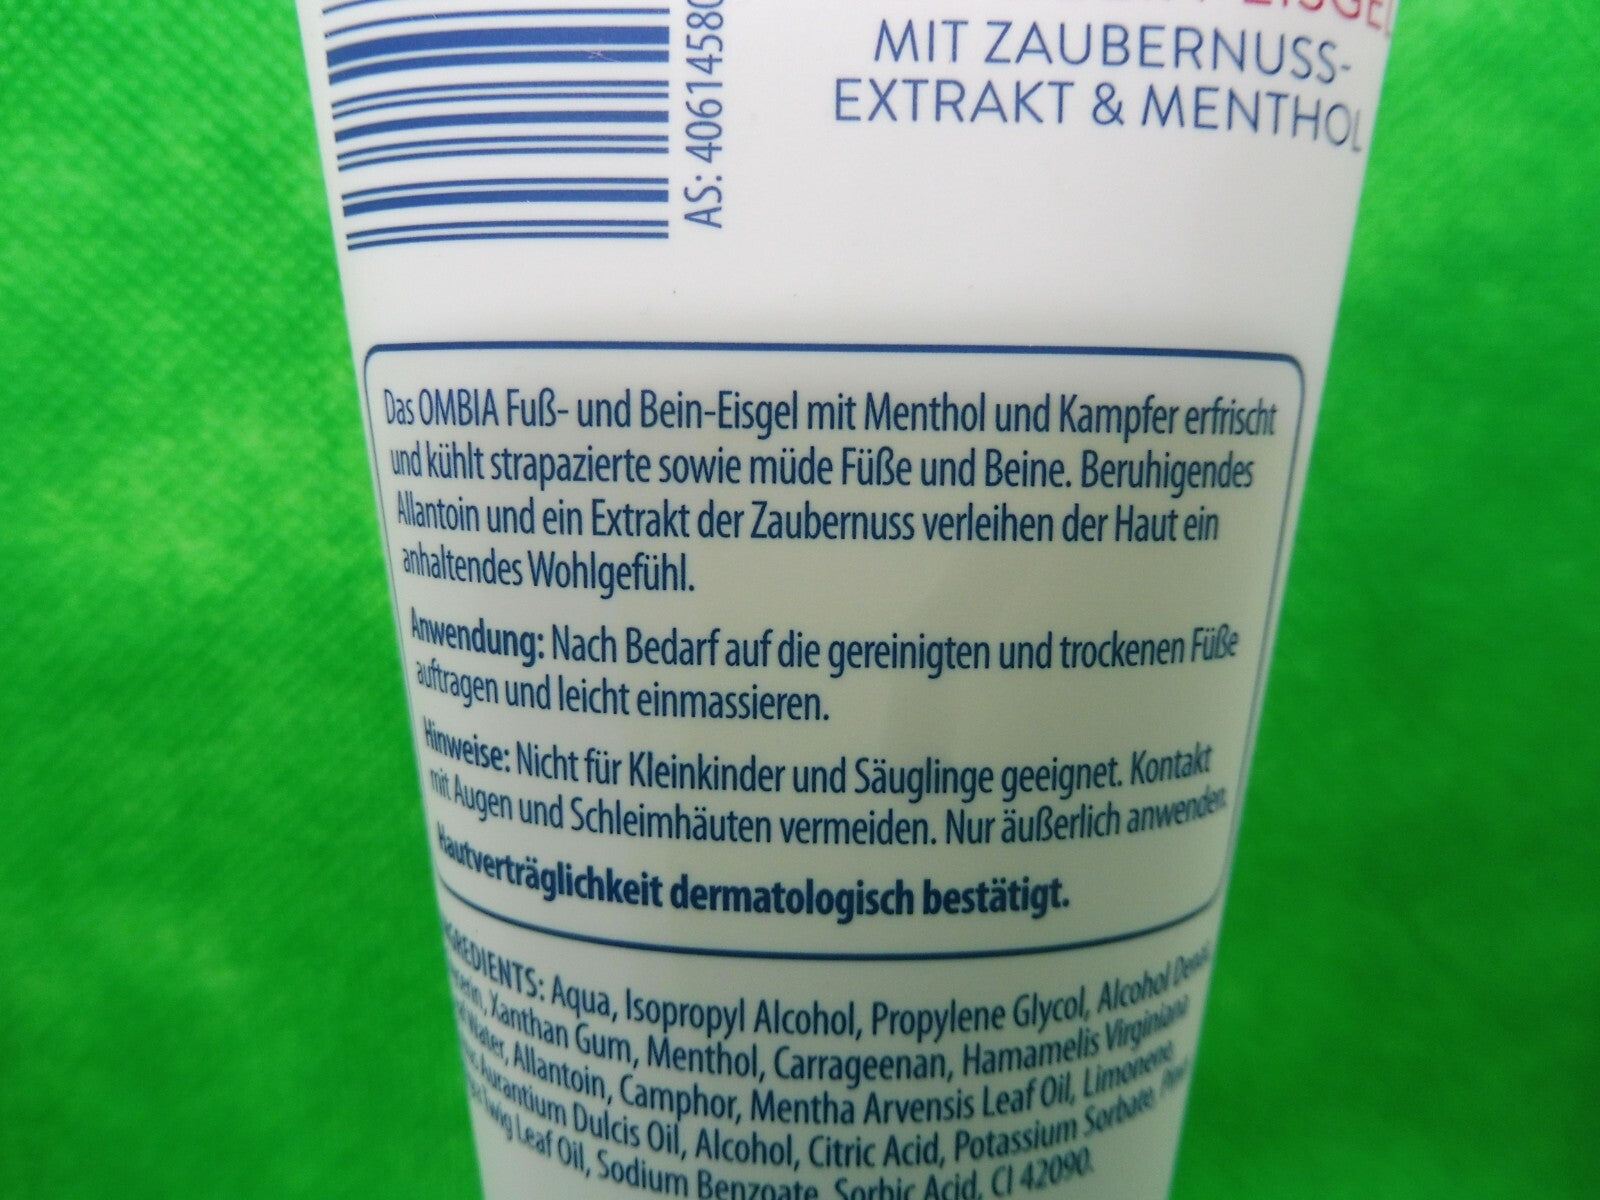 EISGEL
MIT ZAUBERNUSS-
EXTRAKT & MENTHOL
AS: 4061458
Das OMBIA Fuß- und Bein-Eisgel mit Menthol und Kampfer erfrischt
und kühlt strapazierte sowie müde Füße und Beine. Beruhigendes
Allantoin und ein Extrakt der Zaubernuss verleihen der Haut ein
anhaltendes Wohlgefühl.
Anwendung: Nach Bedarf auf die gereinigten und trockenen Füße
auftragen und leicht einmassieren.
Hinweise: Nicht für Kleinkinder und Säuglinge geeignet. Kontakt
mit Augen und Schleimhäuten vermeiden. Nur äußerlich anwenden.
Hautverträglichkeit dermatologisch bestätigt.
INGREDIENTS: Aqua, Isopropyl Alcohol, Propylene Glycol, Alcohol Denat.,
Xanthan Gum, Menthol, Carrageenan, Hamamelis Virginiana
Water, Allantoin, Camphor, Mentha Arvensis Leaf Oil, Limonene,
Aurantium Dulcis Oil, Alcohol, Citric Acid, Potassium Sorbate,
Twig Leaf Oil, Sodium Benzoate, Sorbic Acid, CI 42090.